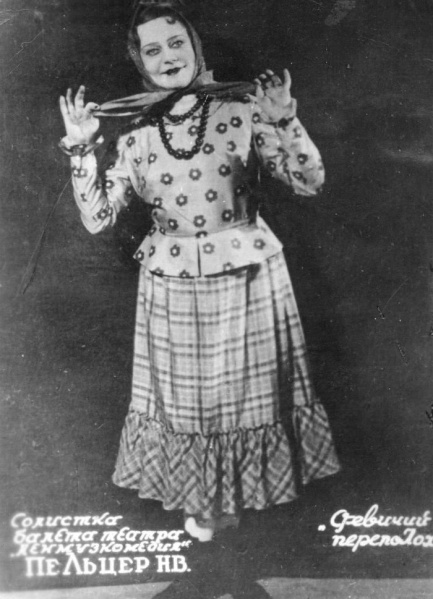 Солистка
балета театра
„Ленмузкомедия“
ПЕЛЬЦЕР Н.В.
„Девичий
переполох